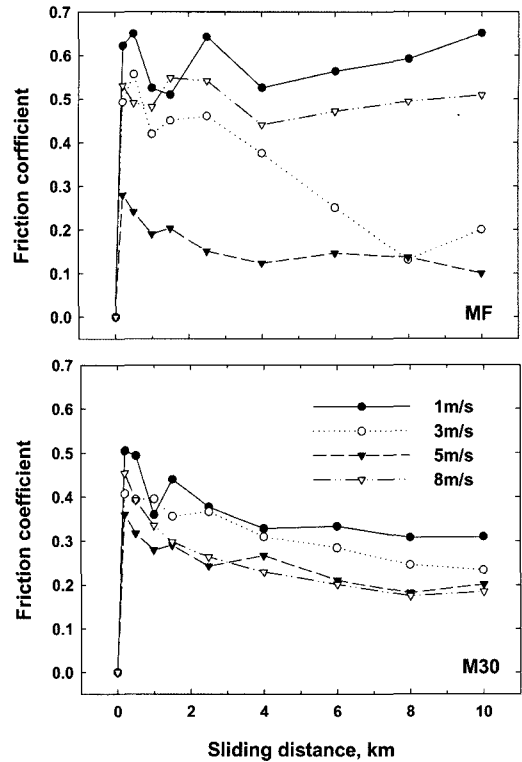 0.7
0.6
0.5
0.4
0.3
0.2
0.1
0.0
Friction corfficient
MF
0.7
0.6
0.5
0.4
0.3
0.2
0.1
0.0
Friction coefficient
1m/s
3m/s
5m/s
8m/s
M30
0 2 4 6 8 10
Sliding distance, km